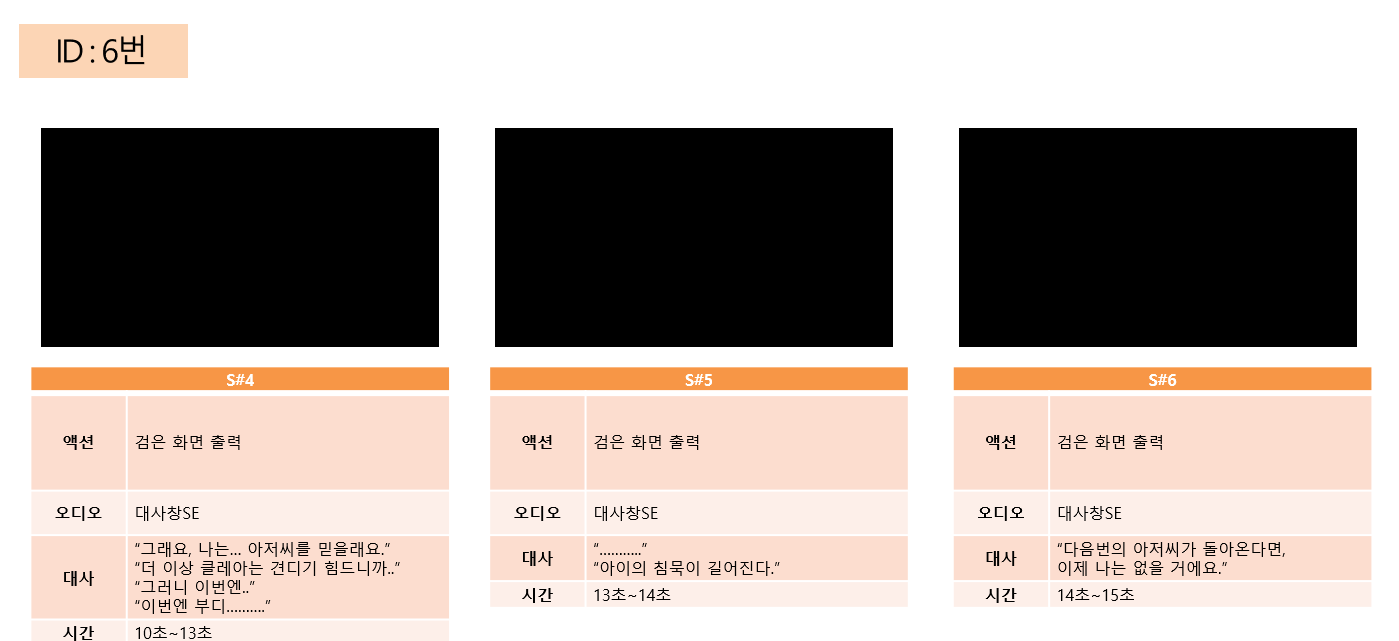 ID : 6번
S#4
액션
검은 화면 출력
오디오
대사창SE
대사
“그래요, 나는... 아저씨를 믿을래요.”
“더 이상 클레아는 견디기 힘드니까..”
“그러니 이번엔..”
“이번엔 부디..........”
시간
10초~13초
S#5
액션
검은 화면 출력
오디오
대사창SE
대사
“...........”
“아이의 침묵이 길어진다.”
시간
13초~14초
S#6
액션
검은 화면 출력
오디오
대사창SE
대사
“다음번의 아저씨가 돌아온다면,
이제 나는 없을 거에요.”
시간
14초~15초